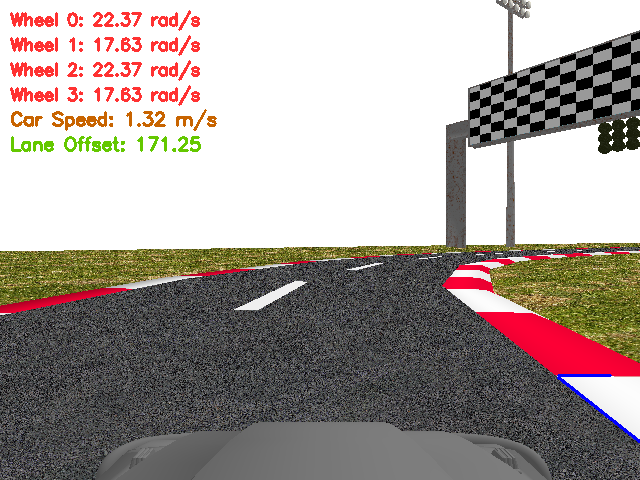 Wheel 0: 22.37 rad/s
Wheel 1: 17.63 rad/s
Wheel 2: 22.37 rad/s
Wheel 3: 17.63 rad/s
Car Speed: 1.32 m/s
Lane Offset: 171.25